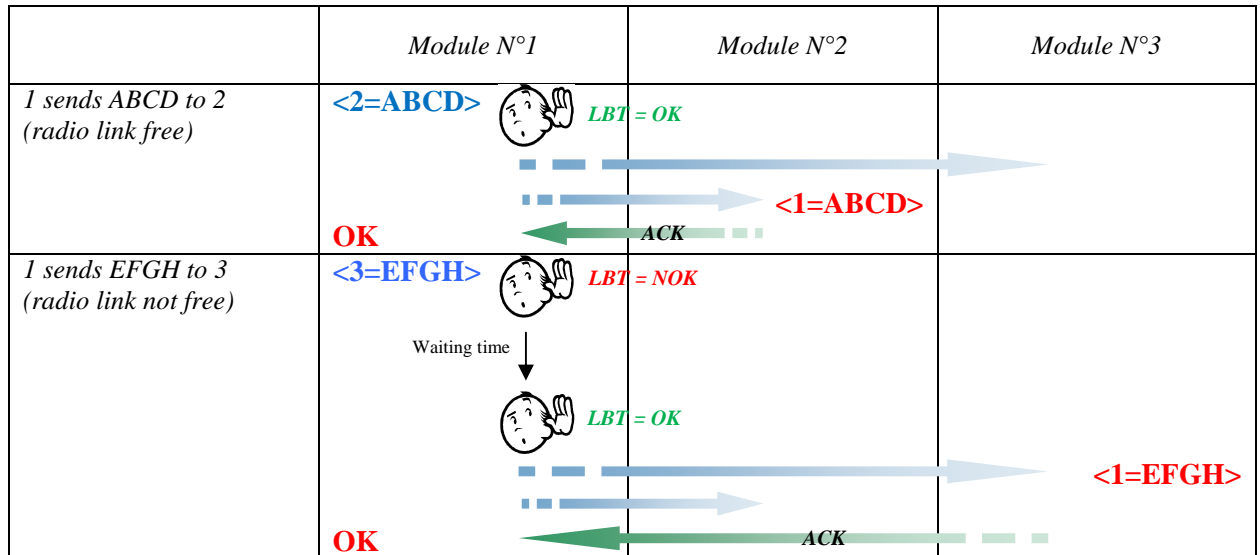 Module N°1
Module N°2
Module N°3
1 sends ABCD to 2
(radio link free)
<2=ABCD>
LBT = OK
<1=ABCD>
OK
ACK
1 sends EFGH to 3
(radio link not free)
<3=EFGH>
LBT = NOK
Waiting time
LBT = OK
<1=EFGH>
OK
ACK